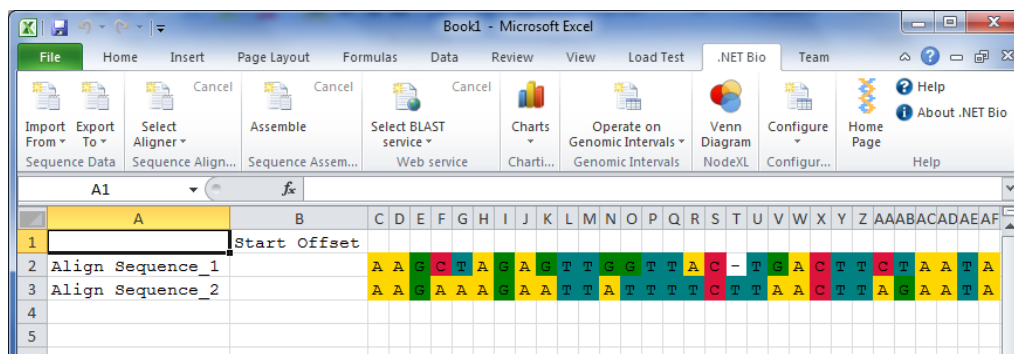 Book1 - Microsoft Excel
File Home Insert Page Layout Formulas Data Review View Load Test .NET Bio Team
Import From Export To Select Aligner Cancel Assemble Cancel Select BLAST service Cancel Charts Operate on Genomic Intervals Venn Diagram Configure Home Page Help About .NET Bio
Sequence Data Sequence Align... Sequence Assem... Web service Charti... Genomic Intervals NodeXL Configur... Help
A1 fx
A B C D E F G H I J K L M N O P Q R S T U V W X Y Z AA AB AC AD AE AF
1 Start Offset
2 Align Sequence_1 A A G C T A G A G T T G G T T A C - T G A C T T C T A A T A
3 Align Sequence_2 A A G A A A G A A T T A T T T T C T T A A C T T A G A A T A
4
5